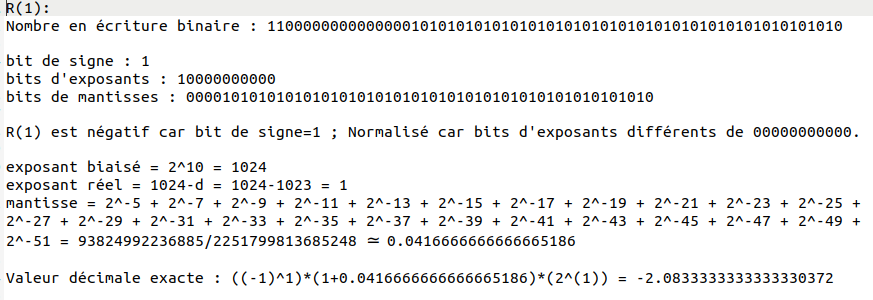 R(1):
Nombre en écriture binaire : 1100000000000000101010101010101010101010101010101010101010101010
bit de signe : 1
bits d'exposants : 10000000000
bits de mantisses : 0000101010101010101010101010101010101010101010101010
R(1) est négatif car bit de signe=1 ; Normalisé car bits d'exposants différents de 00000000000.
exposant biaisé = 2^10 = 1024
exposant réel = 1024-d = 1024-1023 = 1
mantisse = 2^-5 + 2^-7 + 2^-9 + 2^-11 + 2^-13 + 2^-15 + 2^-17 + 2^-19 + 2^-21 + 2^-23 + 2^-25 +
2^-27 + 2^-29 + 2^-31 + 2^-33 + 2^-35 + 2^-37 + 2^-39 + 2^-41 + 2^-43 + 2^-45 + 2^-47 + 2^-49 +
2^-51 = 93824992236885/2251799813685248 ≃ 0.0416666666666665186
Valeur décimale exacte : ((-1)^1)*(1+0.0416666666666665186)*(2^(1)) = -2.0833333333333330372